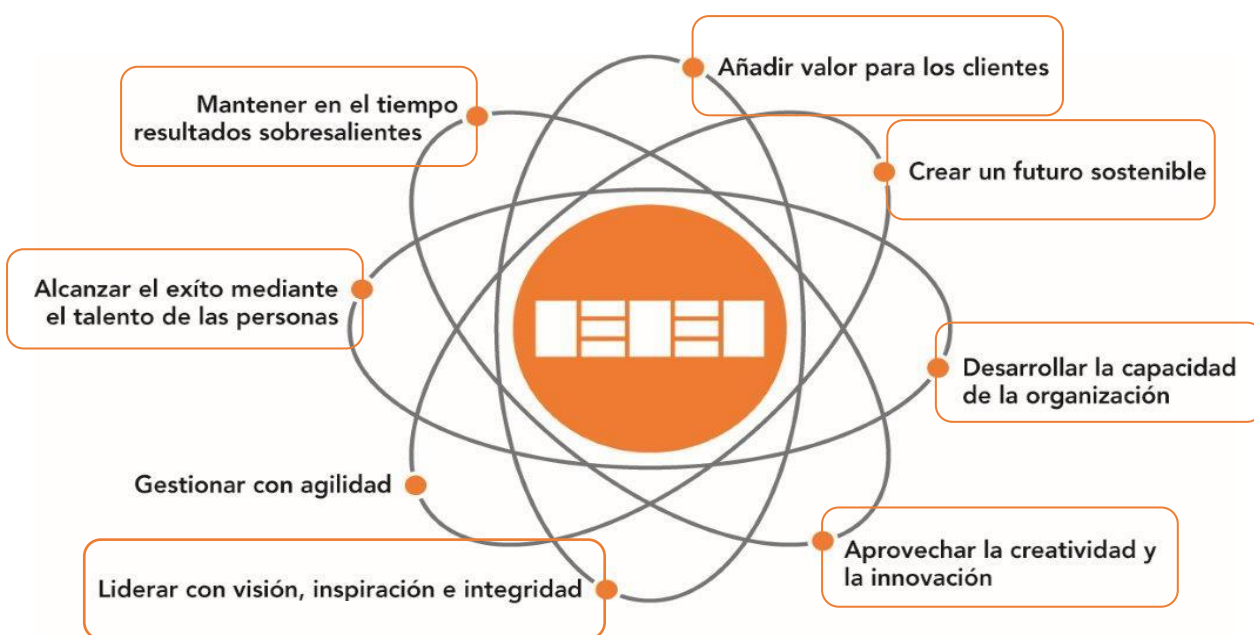 Añadir valor para los clientes
Crear un futuro sostenible
Desarrollar la capacidad
de la organización
Aprovechar la creatividad y
la innovación
Liderar con visión, inspiración e integridad
Gestionar con agilidad
Alcanzar el exíto mediante
el talento de las personas
Mantener en el tiempo
resultados sobresalientes